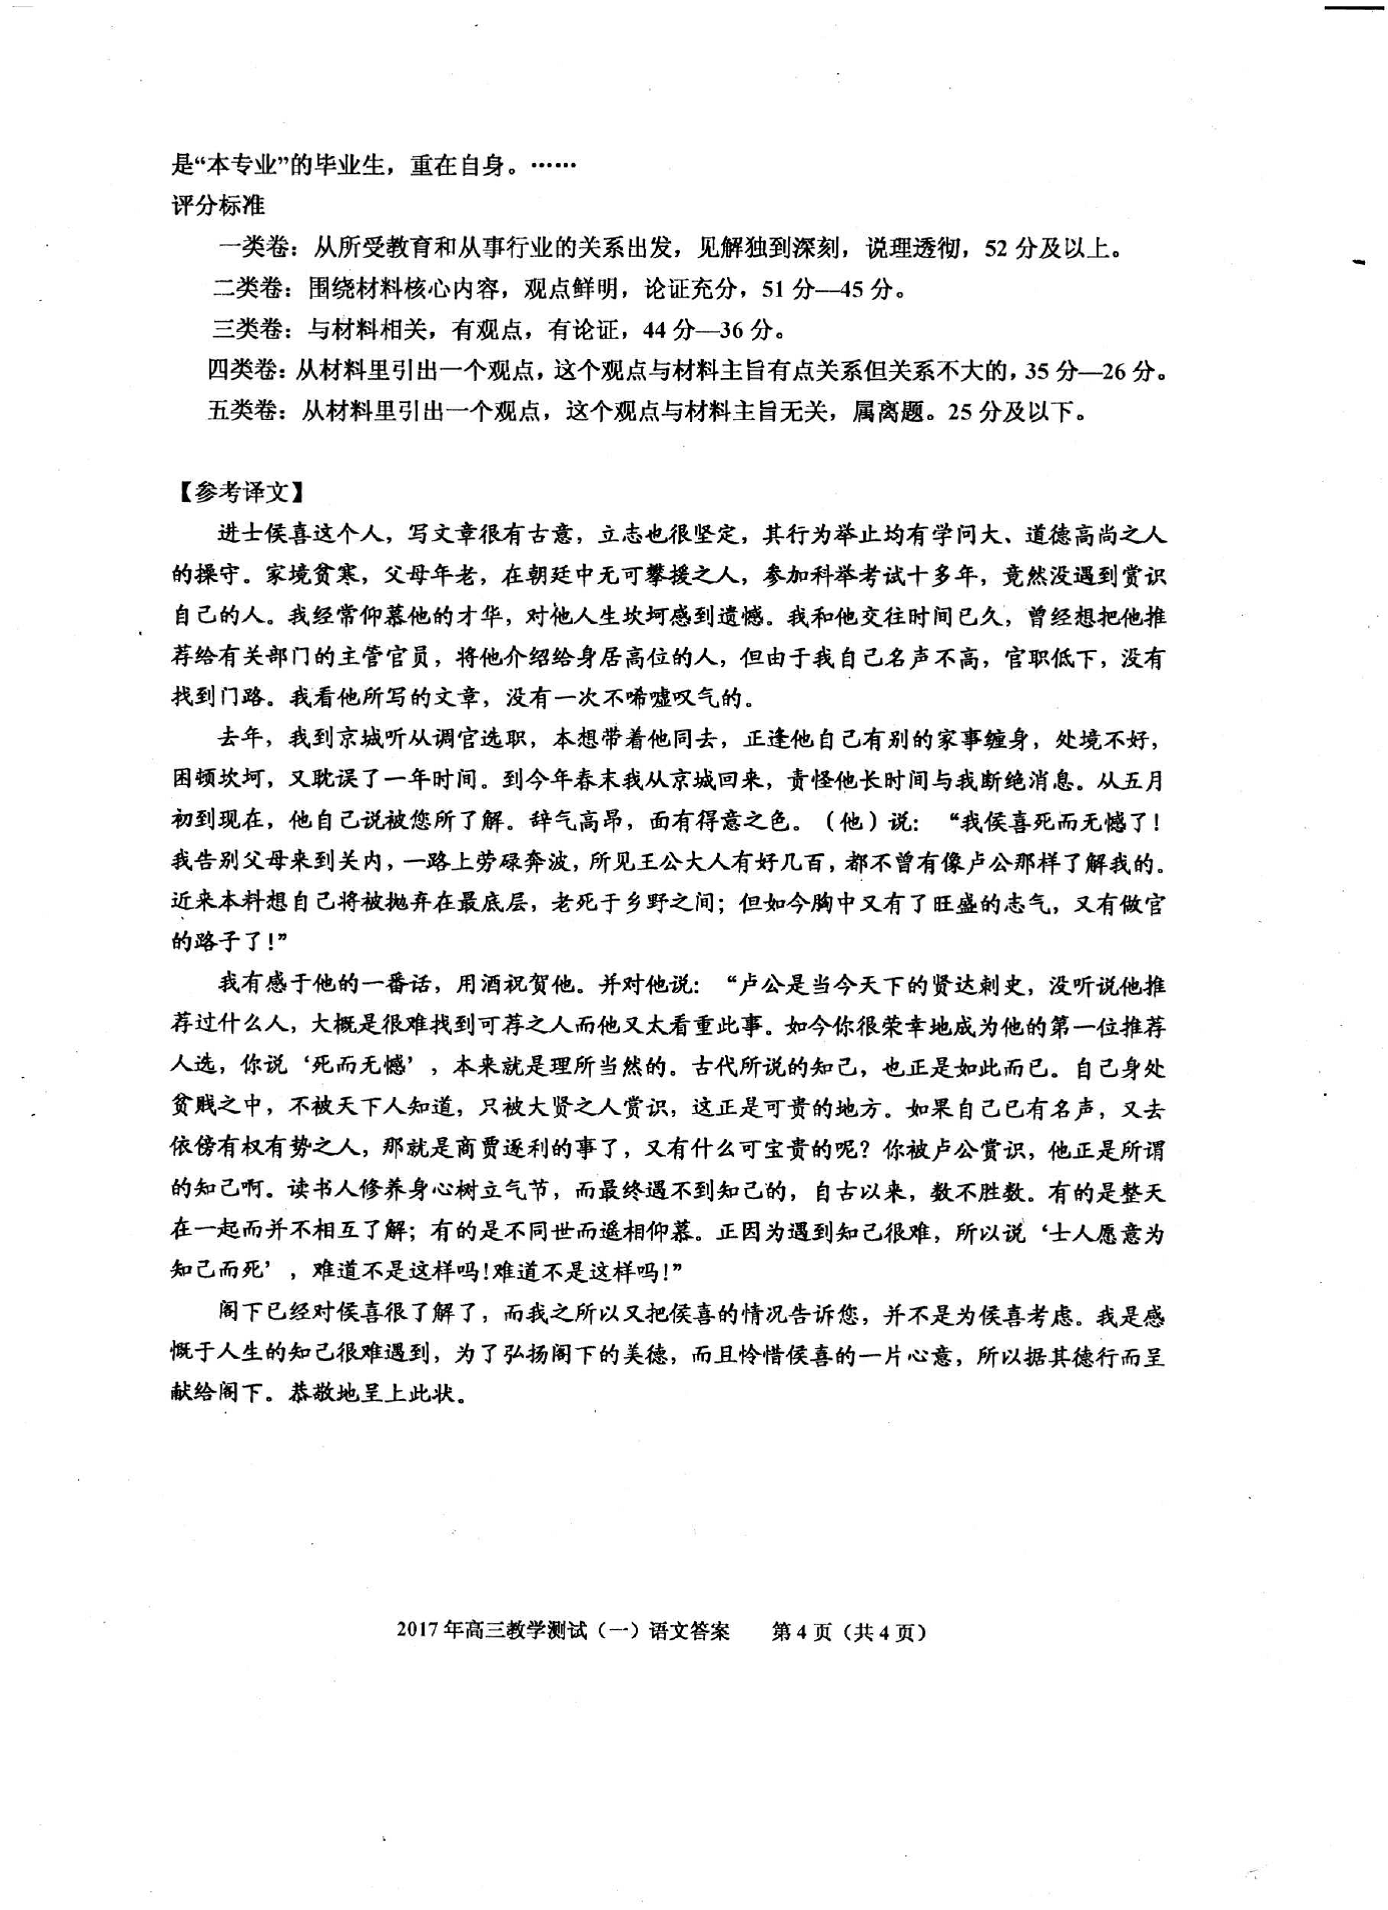 是“本专业”的毕业生，重在自身。……
评分标准
一类卷：从所受教育和从事行业的关系出发，见解独到深刻，说理透彻，52 分及以上。
二类卷：围绕材料核心内容，观点鲜明，论证充分，51 分—45 分。
三类卷：与材料相关，有观点，有论证，44 分—36 分。
四类卷：从材料里引出一个观点，这个观点与材料主旨有点关系但关系不大的，35 分—26 分。
五类卷：从材料里引出一个观点，这个观点与材料主旨无关，属离题。25 分及以下。
【参考译文】
进士侯喜这个人，写文章很有古意，立志也很坚定，其行为举止均有学问大、道德高尚之人
的操守。家境贫寒，父母年老，在朝廷中无可攀援之人，参加科举考试十多年，竟然没遇到赏识
自己的人。我经常仰慕他的才华，对他人生坎坷感到遗憾。我和他交往时间已久，曾经想把他推
荐给有关部门的主管官员，将他介绍给身居高位的人，但由于我自己名声不高，官职低下，没有
找到门路。我看他所写的文章，没有一次不唏嘘叹气的。
去年，我到京城听从调官选职，本想带着他同去，正逢他自己有别的家事缠身，处境不好，
困顿坎坷，又耽误了一年时间。到今年春末我从京城回来，责怪他长时间与我断绝消息。从五月
初到现在，他自己说被您所了解。辞气高昂，面有得意之色。（他）说：“我侯喜死而无憾了！
我告别父母来到关内，一路上劳碌奔波，所见王公大人有好几百，都不曾有像卢公那样了解我的。
近来本料想自己将被抛弃在最底层，老死于乡野之间；但如今胸中又有了旺盛的志气，又有做官
的路子了！”
我有感于他的一番话，用酒祝贺他。并对他说：“卢公是当今天下的贤达刺史，没听说他推
荐过什么人，大概是很难找到可荐之人而他又太看重此事。如今你很荣幸地成为他的第一位推荐
人选，你说‘死而无憾’，本来就是理所当然的。古代所说的知己，也正是如此而已。自己身处
贫贱之中，不被天下人知道，只被大贤之人赏识，这正是可贵的地方。如果自己已有名声，又去
依傍有权有势之人，那就是商贾逐利的事了，又有什么可宝贵的呢？你被卢公赏识，他正是所谓
的知己啊。读书人修养身心树立气节，而最终遇不到知己的，自古以来，数不胜数。有的是整天
在一起而并不相互了解；有的是不同世而遥相仰慕。正因为遇到知己很难，所以说‘士人愿意为
知己而死’，难道不是这样吗！难道不是这样吗！”
阁下已经对侯喜很了解了，而我之所以又把侯喜的情况告诉您，并不是为侯喜考虑。我是感
慨于人生的知己很难遇到，为了弘扬阁下的美德，而且怜惜侯喜的一片心意，所以据其德行而呈
献给阁下。恭敬地呈上此状。
2017 年高三教学测试（一）语文答案　　第 4 页（共 4 页）